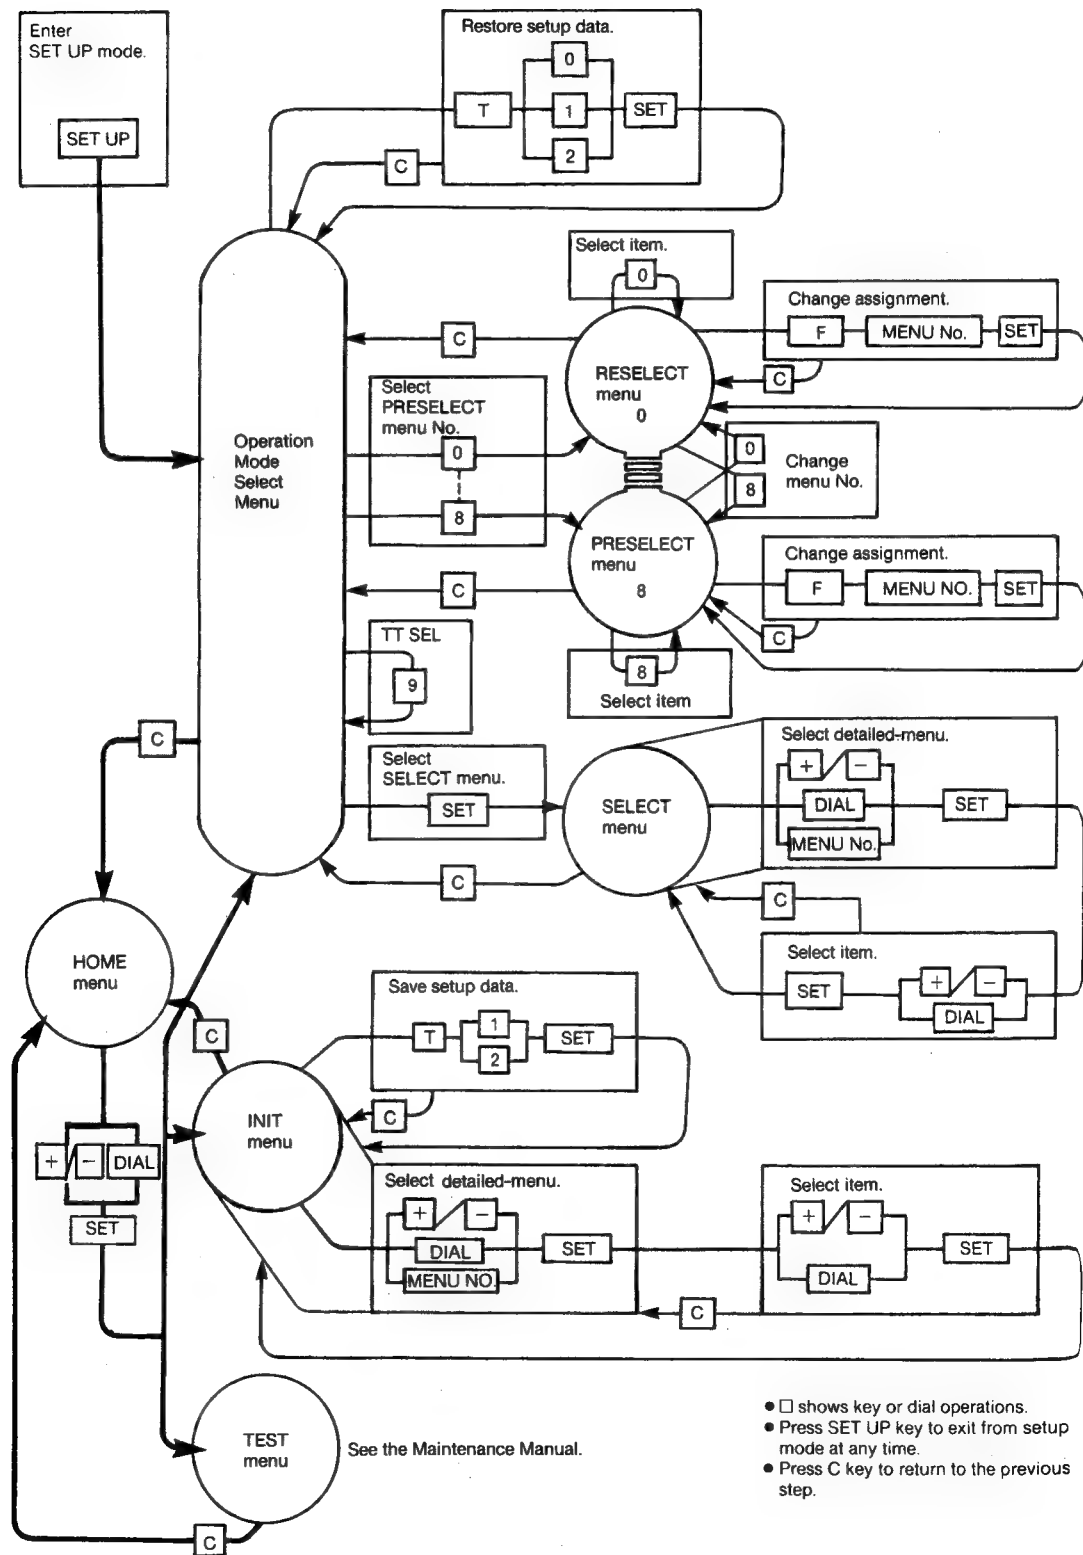 Enter
SET UP mode.
SET UP
Restore setup data.
0
T
1
SET
2
C
Select item.
0
Change assignment.
F
MENU No.
SET
C
C
RESELECT
menu
0
Select
PRESELECT
menu No.
0
8
Operation
Mode
Select
Menu
0
8
Change
menu No.
PRESELECT
menu
8
Change assignment.
F
MENU NO.
SET
C
C
TT SEL
9
8
Select item
C
Select
SELECT menu.
SET
SELECT
menu
Select detailed-menu.
+
−
DIAL
MENU No.
SET
C
C
Select item.
SET
+
−
DIAL
HOME
menu
C
Save setup data.
T
1
2
SET
C
INIT
menu
+
−
DIAL
SET
Select detailed-menu.
+
−
DIAL
MENU NO.
SET
Select item.
+
−
DIAL
SET
C
TEST
menu
See the Maintenance Manual.
C
● □ shows key or dial operations.
● Press SET UP key to exit from setup
mode at any time.
● Press C key to return to the previous
step.